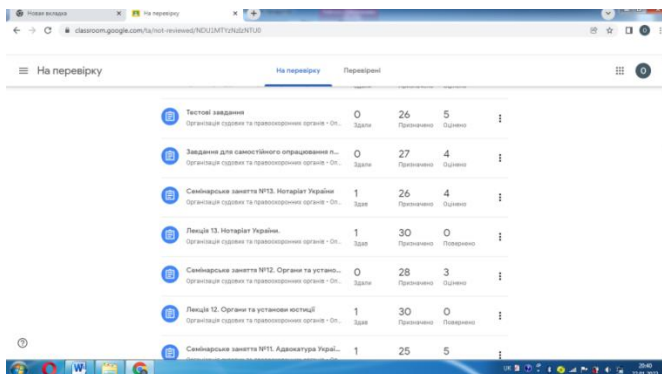 Новая вкладка
На перевірку
classroom.google.com/ta/not-reviewed/NDU1MTYzNdzNTU0
На перевірку
На перевірку
Перевірені
O
Тестові завдання
Організація судових та правоохоронних органів • Оп...
0 26 5
Здали Призначено Оцінено
Завдання для самостійного опрацювання п...
Організація судових та правоохоронних органів • Оп...
0 27 4
Здали Призначено Оцінено
Семінарське заняття №13. Нотаріат України
Організація судових та правоохоронних органів • Оп...
1 26 4
Здав Призначено Оцінено
Лекція 13. Нотаріат України.
Організація судових та правоохоронних органів • Оп...
1 30 0
Здав Призначено Повернено
Семінарське заняття №12. Органи та устано...
Організація судових та правоохоронних органів • Оп...
0 28 3
Здали Призначено Оцінено
Лекція 12. Органи та установи юстиції
Організація судових та правоохоронних органів • Оп...
1 30 0
Здав Призначено Повернено
Семінарське заняття №11. Адвокатура Украї...
1 25 5
UK
20:40